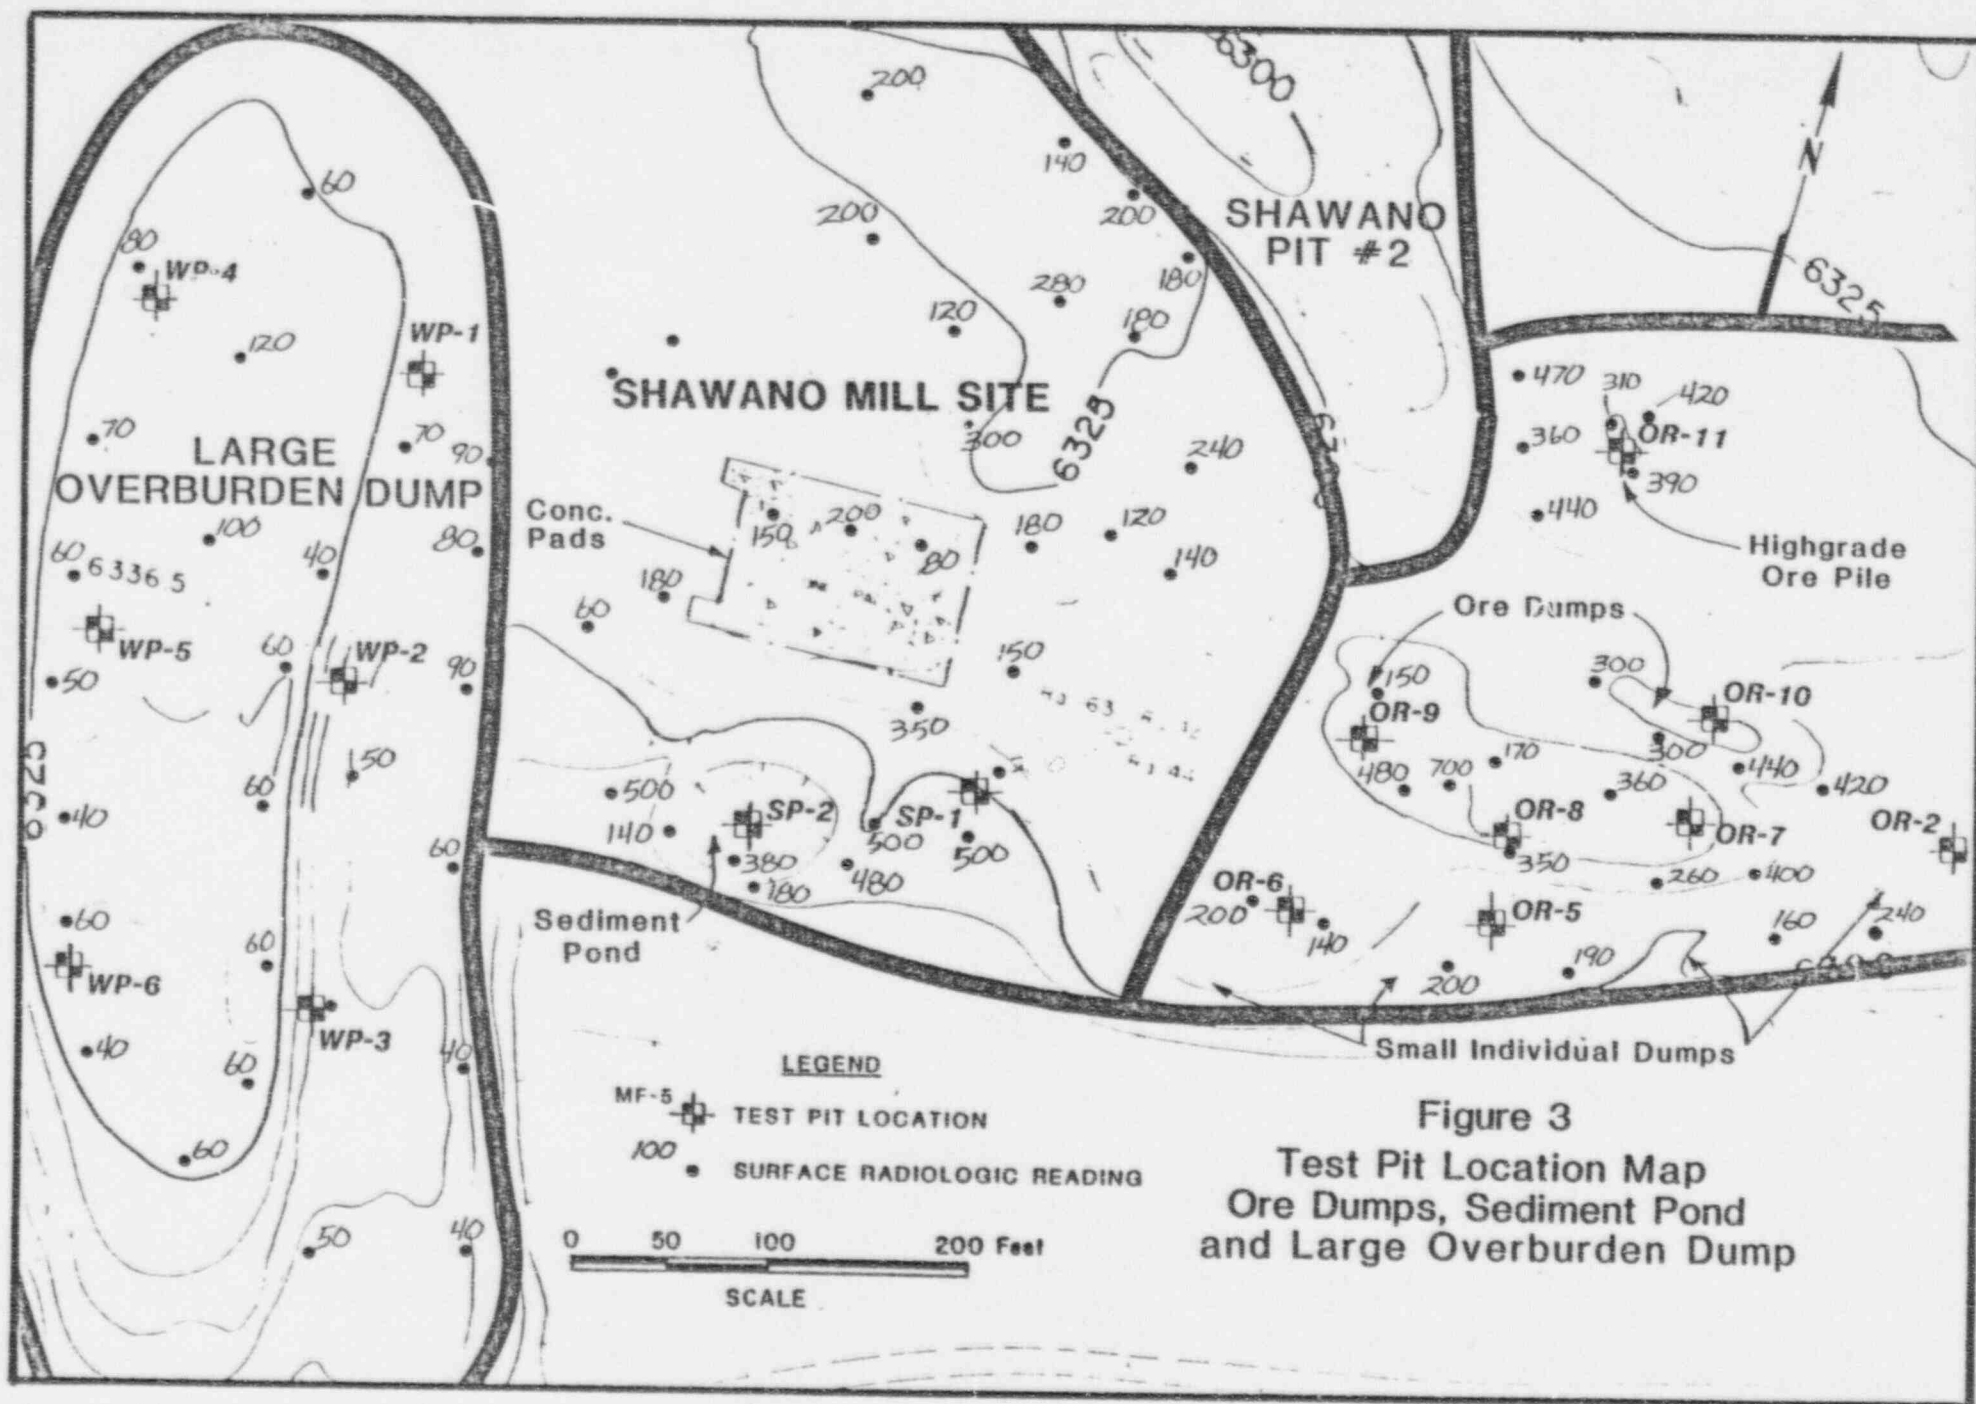 6300
200
140
60
200
200
SHAWANO
PIT #2
N
80
WP-4
280
180
6325
120
180
120
WP-1
470
310
420
SHAWANO MILL SITE
300
6325
360
OR-11
70
LARGE
70
90
240
390
OVERBURDEN DUMP
Conc.
Pads
150
200
180
120
440
100
40
80
80
140
Highgrade
Ore Pile
60
6336 5
180
60
Ore Dumps
WP-5
60
WP-2
90
150
300
150
OR-10
50
350
OR-9
300
6325
50
480
700
170
440
60
500
360
420
40
SP-2
SP-1
OR-8
OR-7
OR-2
140
500
500
350
60
380
480
260
400
180
OR-6
60
Sediment
Pond
200
140
OR-5
160
240
60
WP-6
200
190
WP-3
40
40
Small Individual Dumps
60
LEGEND
MF-5
TEST PIT LOCATION
Figure 3
60
100
SURFACE RADIOLOGIC READING
Test Pit Location Map
Ore Dumps, Sediment Pond
and Large Overburden Dump
50
40
0 50 100 200 Feet
SCALE